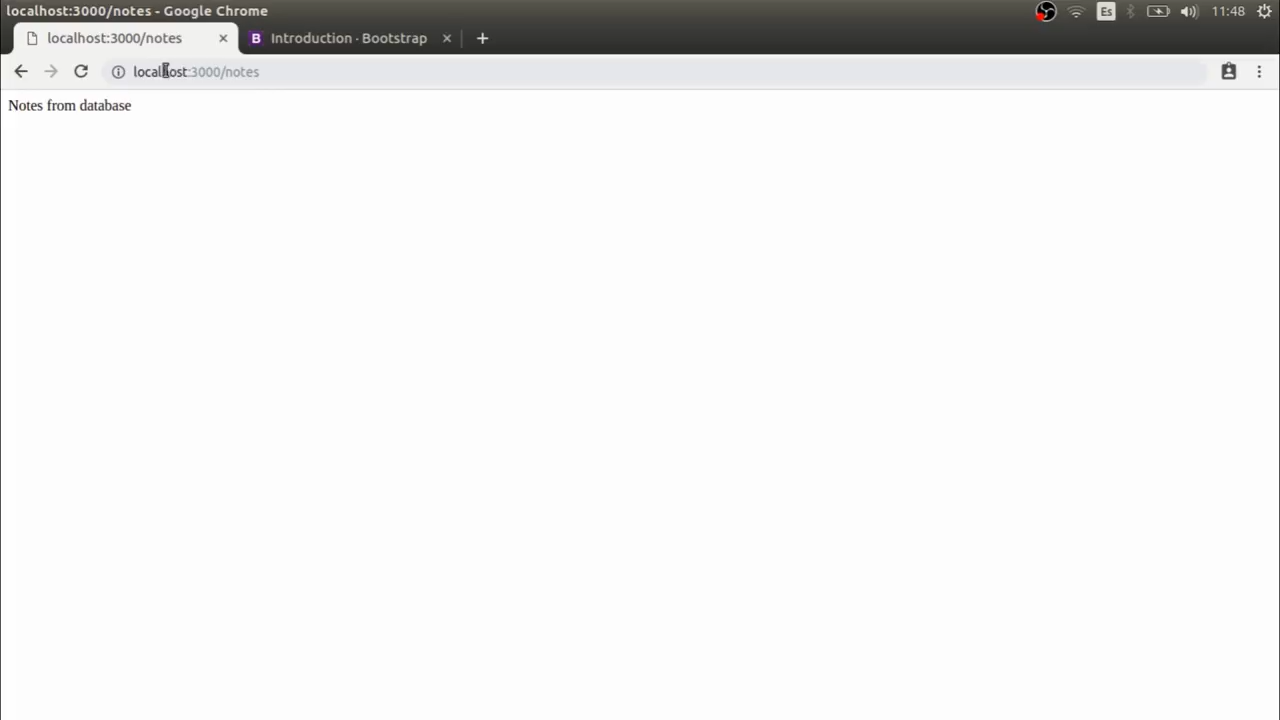 localhost:3000/notes - Google Chrome
Es
11:48
localhost:3000/notes
B Introduction · Bootstrap
localhost:3000/notes
Notes from database